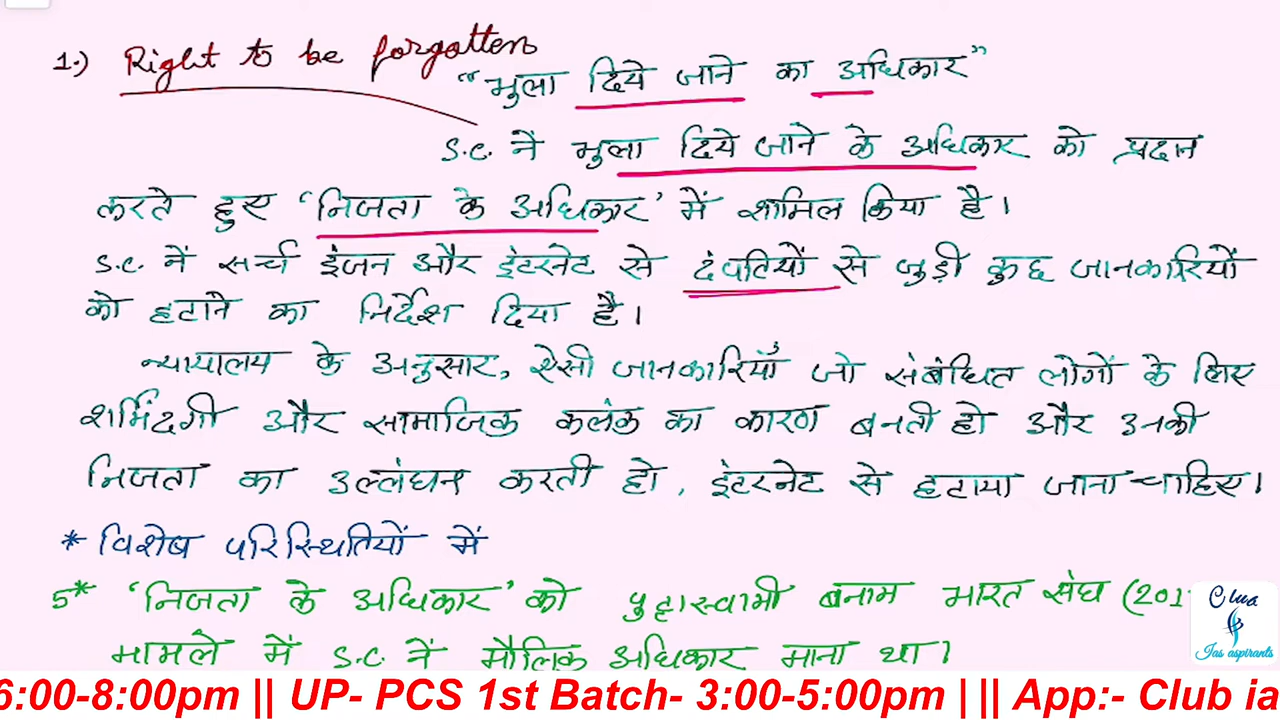 1.) Right to be forgotten
“भुला दिये जाने का अधिकार”
S.C. ने भुला दिये जाने के अधिकार को प्रदान
करते हुए ‘निजता के अधिकार’ में शामिल किया है।
S.C. ने सर्च इंजन और इंटरनेट से दंपतियों से जुड़ी कुछ जानकारियों
को हटाने का निर्देश दिया है।
न्यायालय के अनुसार, ऐसी जानकारियाँ जो संबंधित लोगों के लिए
शर्मिंदगी और सामाजिक कलंक का कारण बनती हो और उनकी
निजता का उल्लंघन करती हो, इंटरनेट से हटाया जाना चाहिए।
* विशेष परिस्थितियों में
5* ‘निजता के अधिकार’ को पुट्टास्वामी बनाम भारत संघ (201
मामले में S.C. ने मौलिक अधिकार माना था।
Club
Ias aspirants
6:00-8:00pm || UP- PCS 1st Batch- 3:00-5:00pm | || App:- Club ia